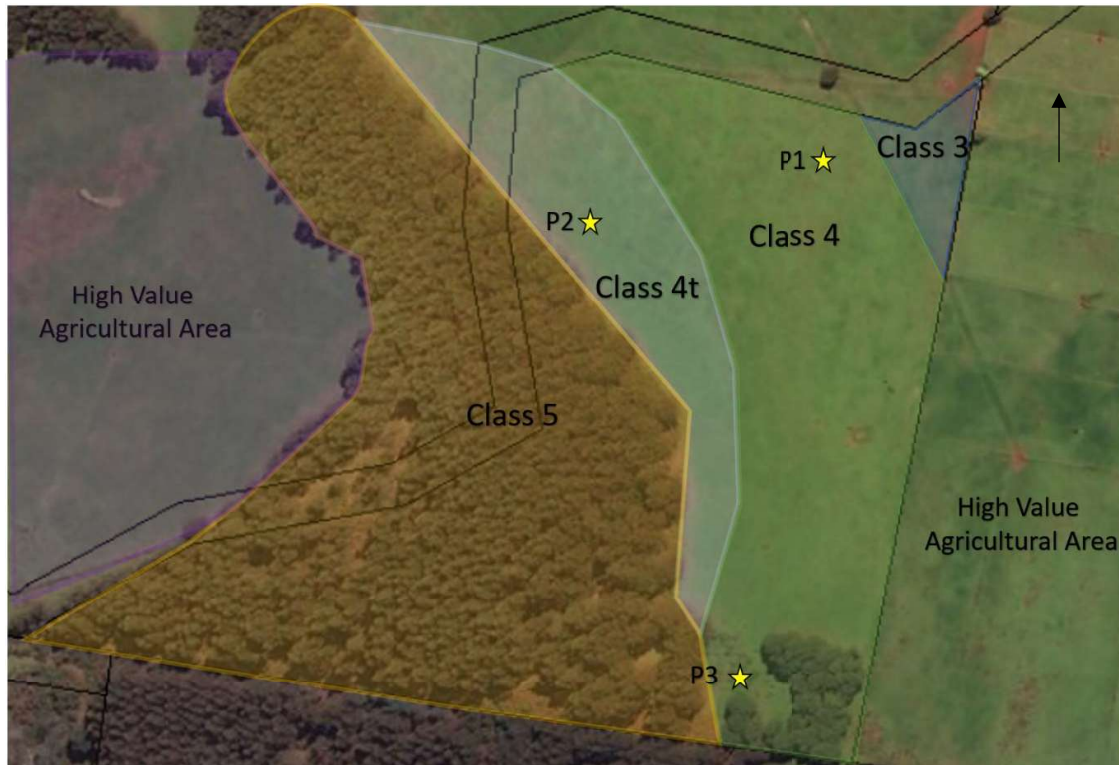 Class 3
P1
P2
Class 4
Class 4t
High Value
Agricultural Area
Class 5
High Value
Agricultural Area
P3